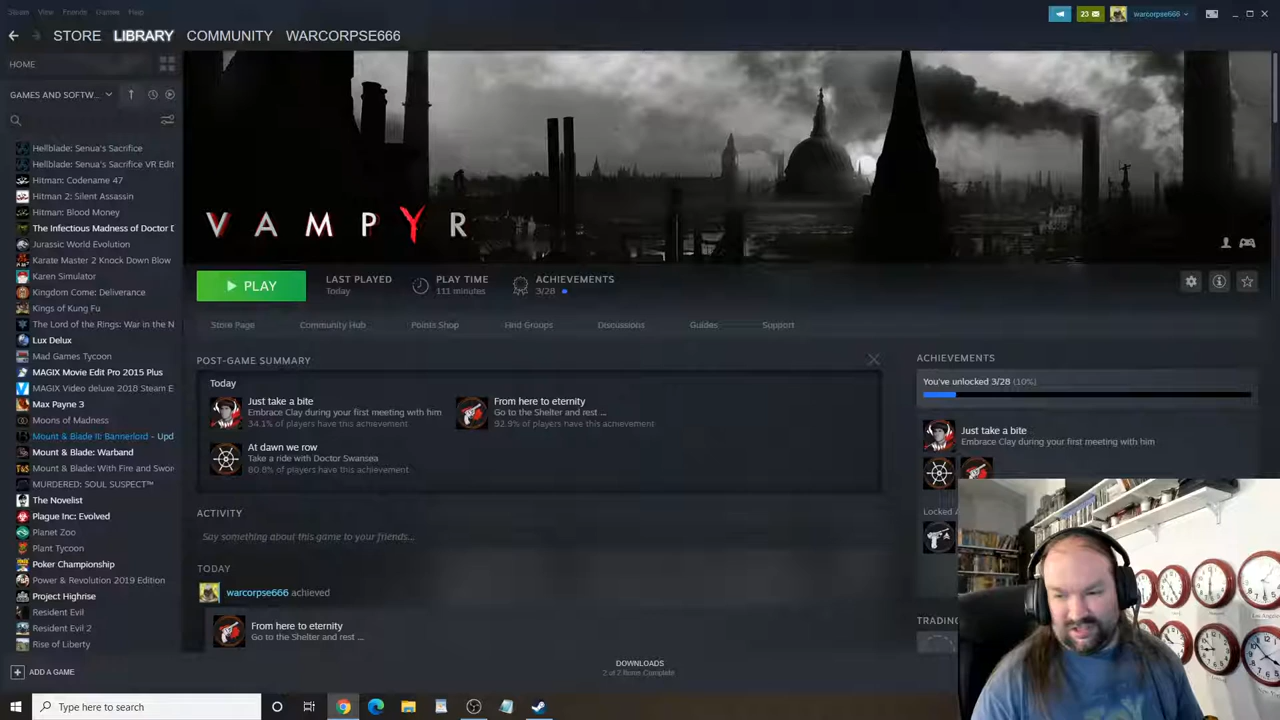 Steam View Friends Games Help
23 warcorpse666
STORE LIBRARY COMMUNITY WARCORPSE666
HOME
GAMES AND SOFTW...
Hellblade: Senua's Sacrifice
Hellblade: Senua's Sacrifice VR Edit
Hitman: Codename 47
Hitman 2: Silent Assassin
Hitman: Blood Money
The Infectious Madness of Doctor D
Jurassic World Evolution
Karate Master 2 Knock Down Blow
Karen Simulator
Kingdom Come: Deliverance
Kings of Kung Fu
The Lord of the Rings: War in the N
Lux Delux
Mad Games Tycoon
MAGIX Movie Edit Pro 2015 Plus
MAGIX Video deluxe 2018 Steam E
Max Payne 3
Moons of Madness
Mount & Blade II: Bannerlord - Upd
Mount & Blade: Warband
Mount & Blade: With Fire and Swor
MURDERED: SOUL SUSPECT™
The Novelist
Plague Inc: Evolved
Planet Zoo
Plant Tycoon
Poker Championship
Power & Revolution 2019 Edition
Project Highrise
Resident Evil
Resident Evil 2
Rise of Liberty
ADD A GAME
VAMPYR
PLAY
LAST PLAYED
Today
PLAY TIME
111 minutes
ACHIEVEMENTS
3/28
Store Page Community Hub Points Shop Find Groups Discussions Guides Support
POST-GAME SUMMARY
Today
Just take a bite
Embrace Clay during your first meeting with him
34.1% of players have this achievement.
From here to eternity
Go to the Shelter and rest ...
92.9% of players have this achievement.
At dawn we row
Take a ride with Doctor Swansea
80.8% of players have this achievement.
ACTIVITY
Say something about this game to your friends...
TODAY
warcorpse666 achieved
From here to eternity
Go to the Shelter and rest ...
ACHIEVEMENTS
You've unlocked 3/28 (10%)
Just take a bite
Embrace Clay during your first meeting with him
Locked A
TRADING
DOWNLOADS
2 of 2 Items Complete
Type here to search